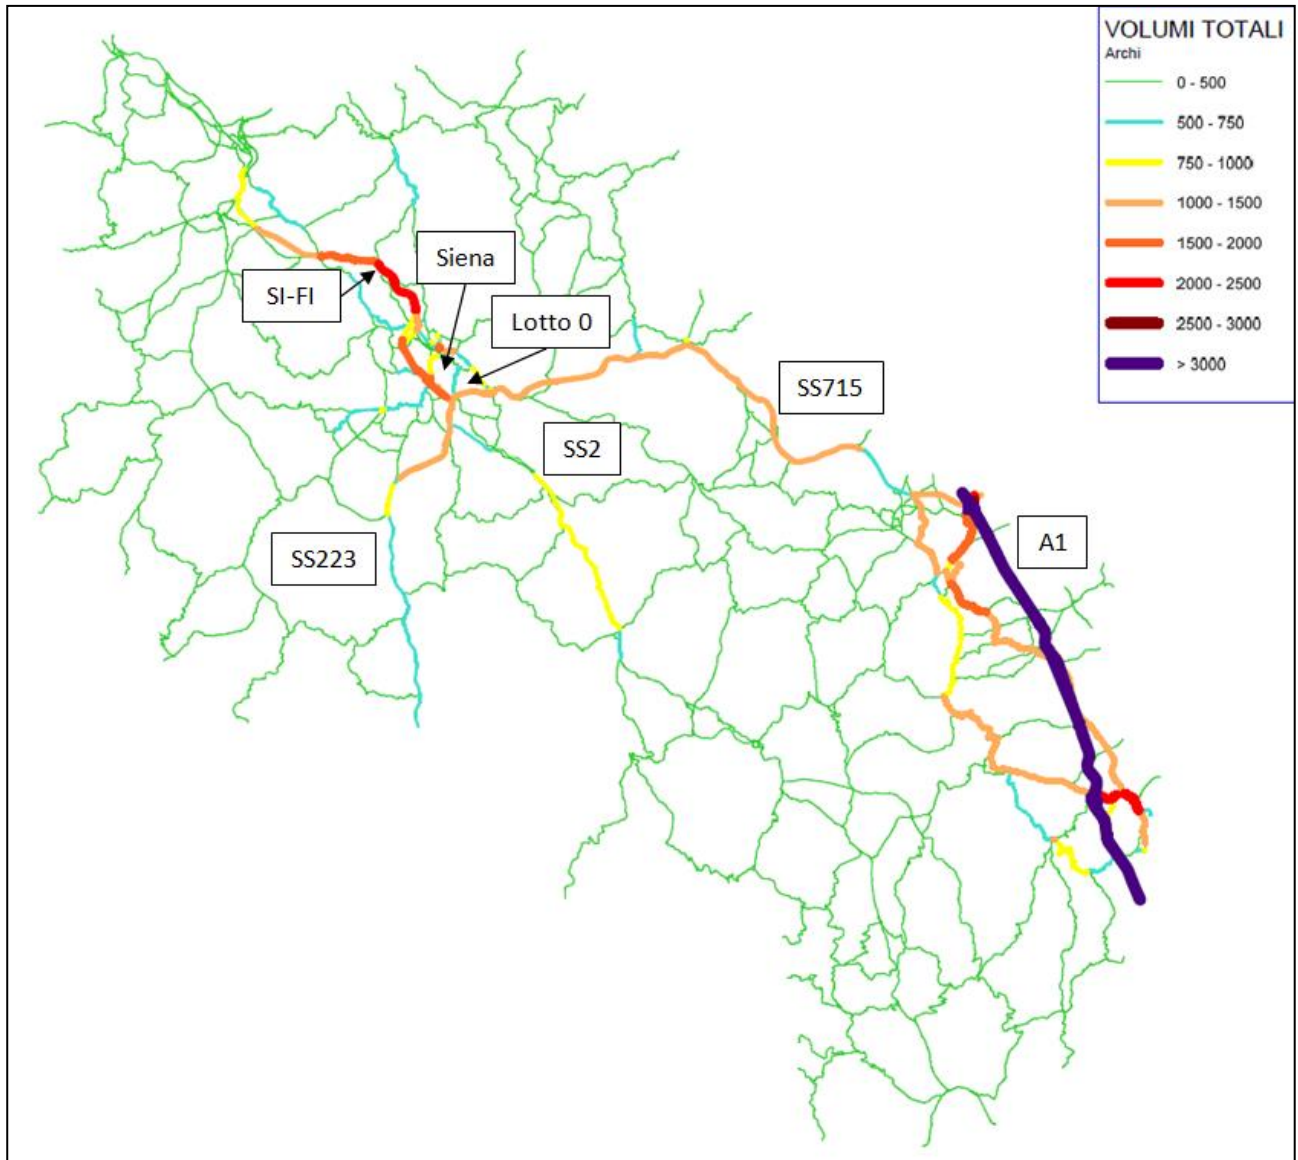 VOLUMI TOTALI
Archi
0 - 500
500 - 750
750 - 1000
1000 - 1500
1500 - 2000
2000 - 2500
2500 - 3000
> 3000
Siena
SI-FI
Lotto 0
SS715
SS2
A1
SS223